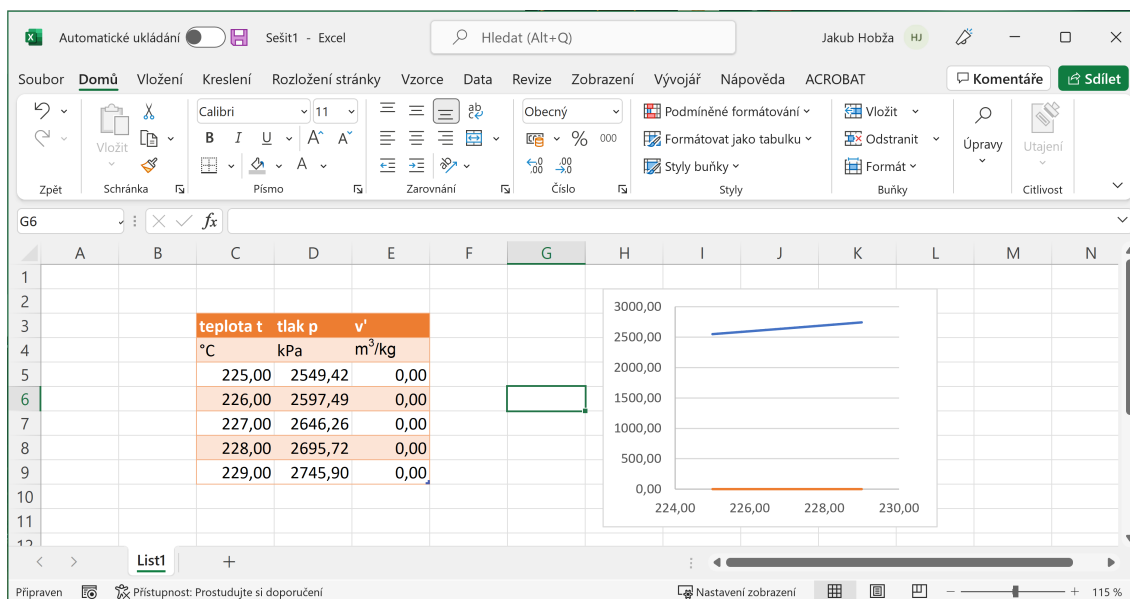 Automatické ukládání Sešit1 - Excel Hledat (Alt+Q) Jakub Hobža HJ
Soubor Domů Vložení Kreslení Rozložení stránky Vzorce Data Revize Zobrazení Vývojář Nápověda ACROBAT Komentáře Sdílet
Calibri 11 Obecný Podmíněné formátování Vložit
Vložit B I U A A % 000 Formátovat jako tabulku Odstranit Úpravy Utajení
A Styly buňky Formát
Zpět Schránka Písmo Zarovnání Číslo Styly Buňky Citlivost
G6 fx
A B C D E F G H I J K L M N
1
2
3 teplota t tlak p v'
4 °C kPa m³/kg
5 225,00 2549,42 0,00
6 226,00 2597,49 0,00
7 227,00 2646,26 0,00
8 228,00 2695,72 0,00
9 229,00 2745,90 0,00
10
11
12
3000,00
2500,00
2000,00
1500,00
1000,00
500,00
0,00
224,00 226,00 228,00 230,00
List1 +
Připraven Přístupnost: Prostudujte si doporučení Nastavení zobrazení - + 115 %